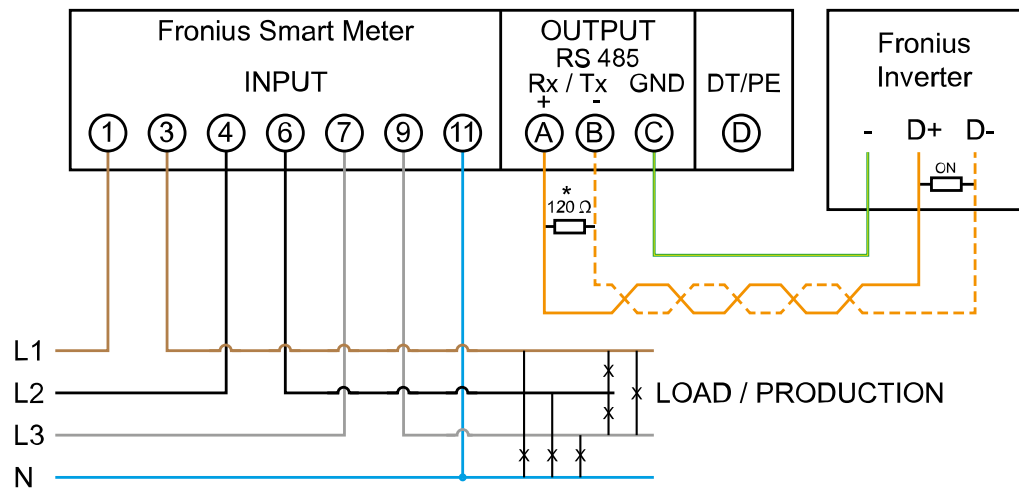 Fronius Smart Meter
INPUT
OUTPUT
RS 485
Rx / Tx GND
+ -
DT/PE
Fronius
Inverter
1 3 4 6 7 9 11
A B C
D
- D+ D-
ON
*
120 Ω
L1
L2
LOAD / PRODUCTION
L3
N